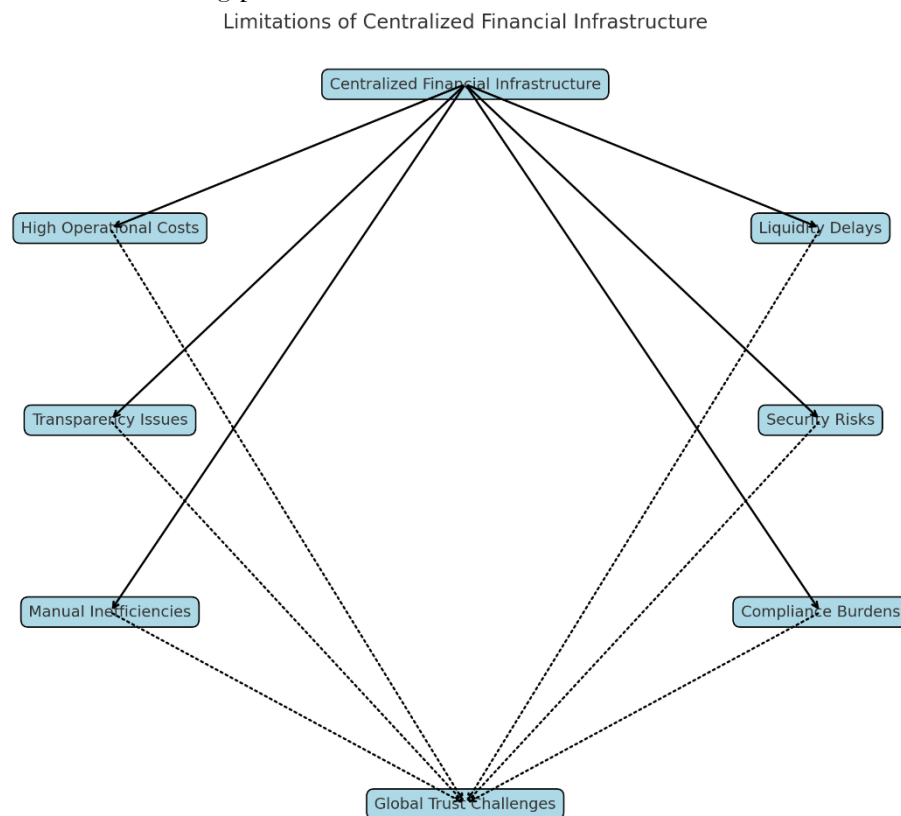 Limitations of Centralized Financial Infrastructure
Centralized Financial Infrastructure
High Operational Costs
Liquidity Delays
Transparency Issues
Security Risks
Manual Inefficiencies
Compliance Burdens
Global Trust Challenges